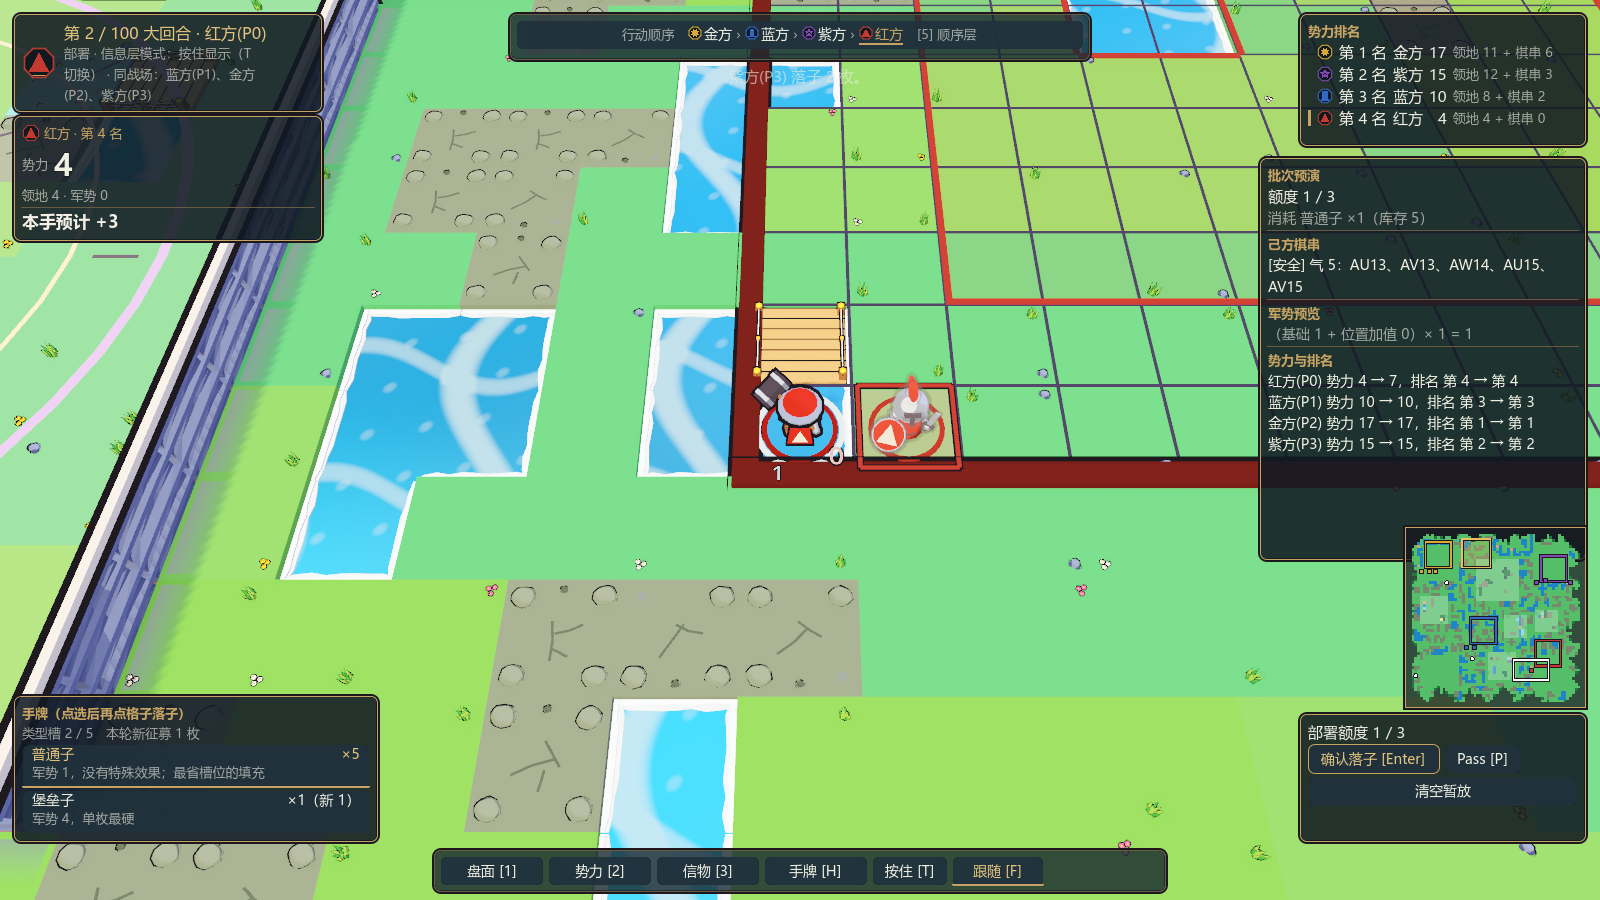 第 2 / 100 大回合 · 红方(P0)
部署 · 信息层模式：按住显示（T
切换） · 同战场：蓝方(P1)、金方
(P2)、紫方(P3)
红方 · 第 4 名
势力 4
领地 4 · 军势 0
本手预计 +3
行动顺序 金方 › 蓝方 › 紫方 › 红方 [5] 顺序层
紫方(P3) 落子 2枚。
势力排名
第 1 名 金方 17 领地 11 + 棋串 6
第 2 名 紫方 15 领地 12 + 棋串 3
第 3 名 蓝方 10 领地 8 + 棋串 2
第 4 名 红方 4 领地 4 + 棋串 0
批次预演
额度 1 / 3
消耗 普通子 ×1（库存 5）
己方棋串
[安全] 气 5：AU13、AV13、AW14、AU15、
AV15
军势预览
（基础 1 + 位置加值 0）× 1 = 1
势力与排名
红方(P0) 势力 4 → 7，排名 第 4 → 第 4
蓝方(P1) 势力 10 → 10，排名 第 3 → 第 3
金方(P2) 势力 17 → 17，排名 第 1 → 第 1
紫方(P3) 势力 15 → 15，排名 第 2 → 第 2
0
1
手牌（点选后再点格子落子）
类型槽 2 / 5 本轮新征募 1 枚
普通子 ×5
军势 1，没有特殊效果；最省槽位的填充
堡垒子 ×1（新 1）
军势 4，单枚最硬
部署额度 1 / 3
确认落子 [Enter] Pass [P]
清空暂放
盘面 [1] 势力 [2] 信物 [3] 手牌 [H] 按住 [T] 跟随 [F]